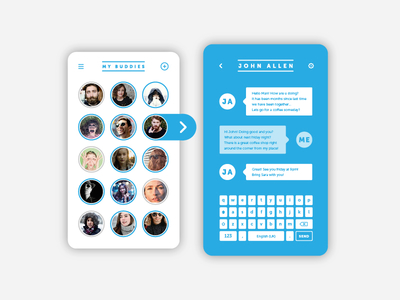 MY BUDDIES
JOHN ALLEN
JA
Hello Mark! How are u doing?
It has been months since last time
we have been together.
Let's go for a coffee someday!
Hi John! Doing good, and you?
What about next friday night?
There is a great coffee shop right
around the corner from my place!
ME
JA
Great! See you friday at 8pm!
Bring Sara with you!
q w e r t y u i o p
a s d f g h j k l
z x c v b n m
123
English (US)
SEND